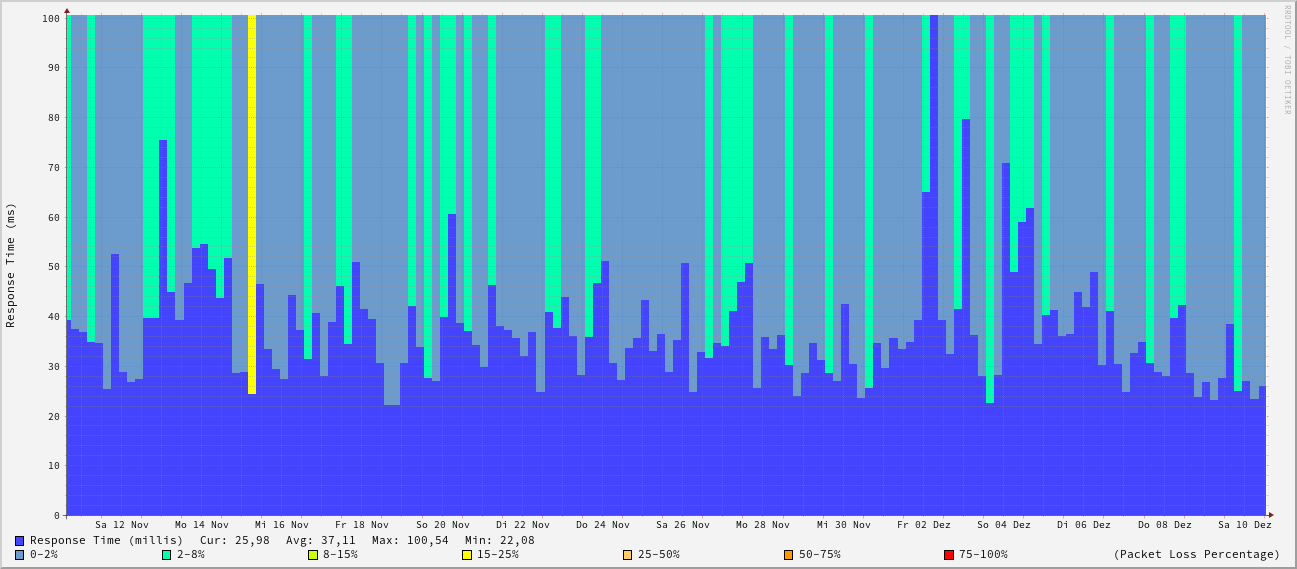 RRDTOOL / TOBI OETIKER
Response Time (ms)
100
90
80
70
60
50
40
30
20
10
0
Sa 12 Nov Mo 14 Nov Mi 16 Nov Fr 18 Nov So 20 Nov Di 22 Nov Do 24 Nov Sa 26 Nov Mo 28 Nov Mi 30 Nov Fr 02 Dez So 04 Dez Di 06 Dez Do 08 Dez Sa 10 Dez
Response Time (millis) Cur: 25,98 Avg: 37,11 Max: 100,54 Min: 22,08
0-2% 2-8% 8-15% 15-25% 25-50% 50-75% 75-100% (Packet Loss Percentage)